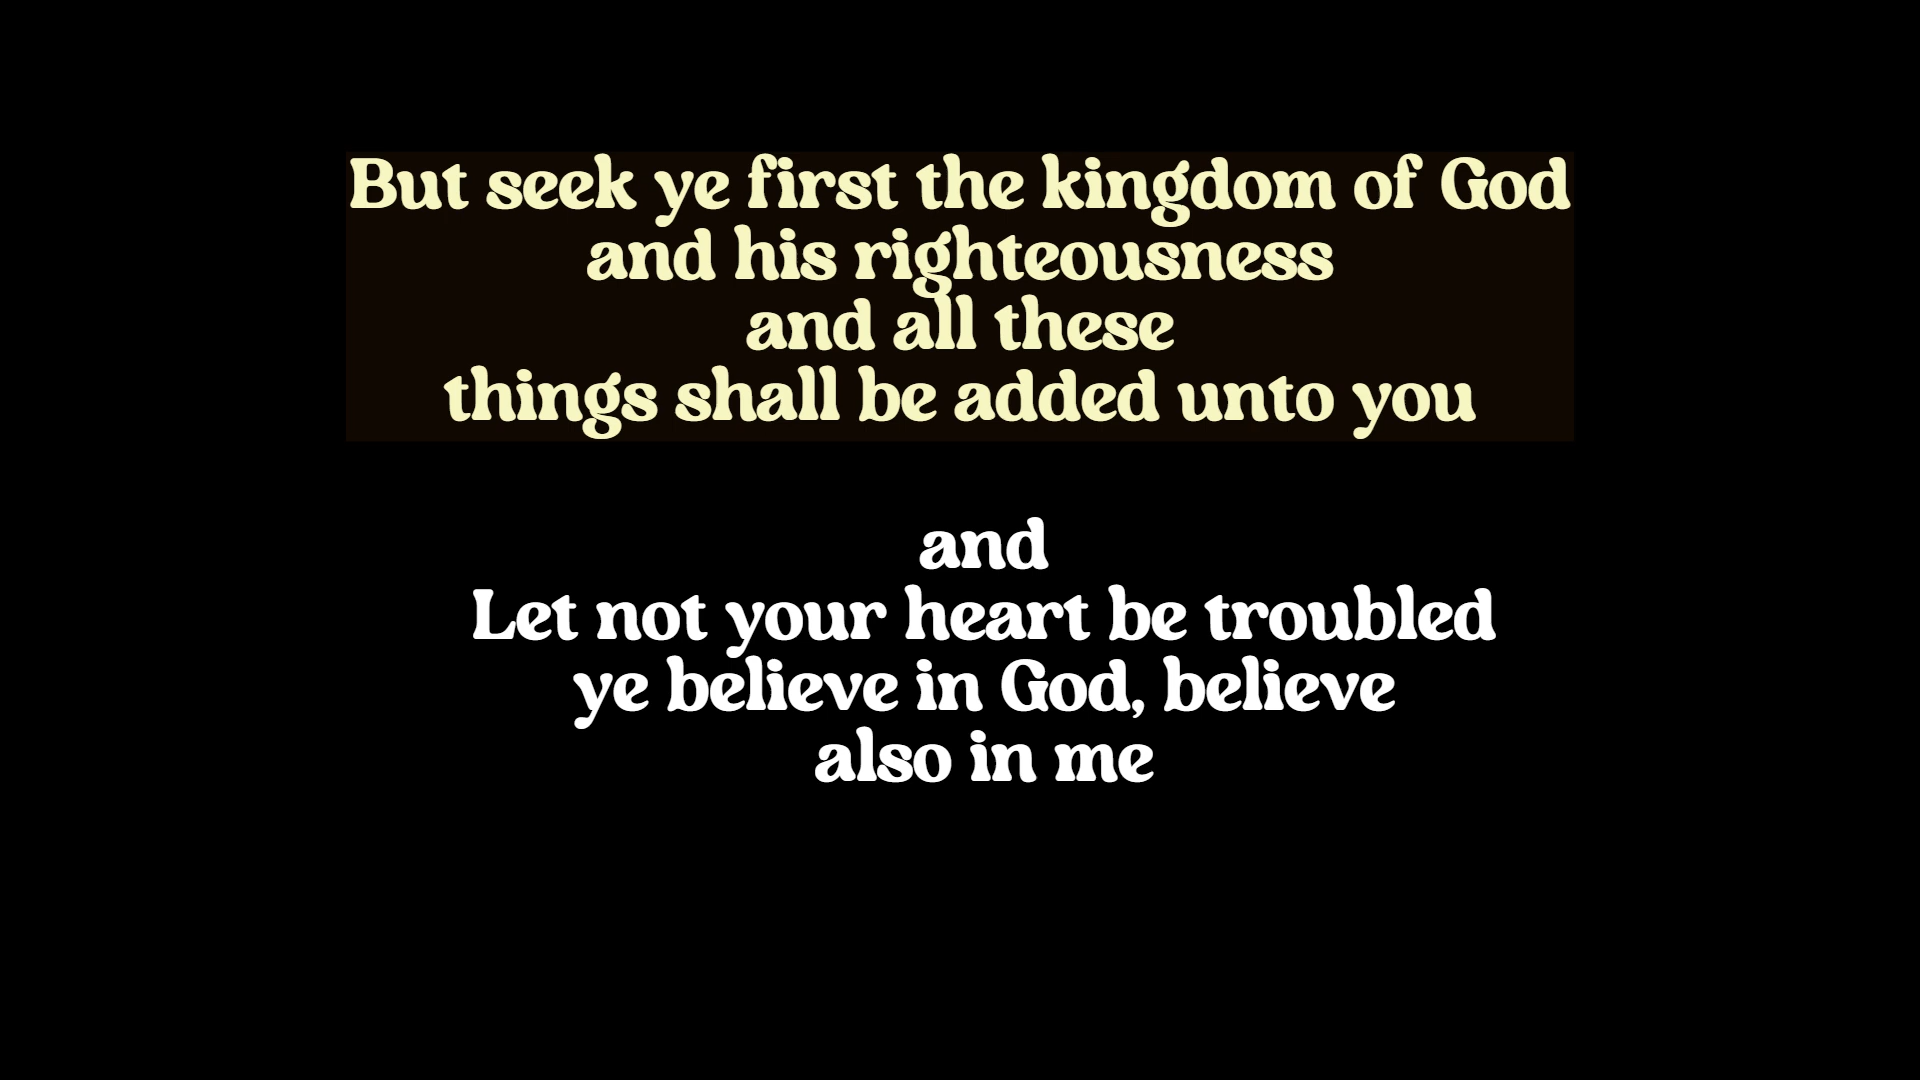 But seek ye first the kingdom of God
and his righteousness
and all these
things shall be added unto you
and
Let not your heart be troubled
ye believe in God, believe
also in me